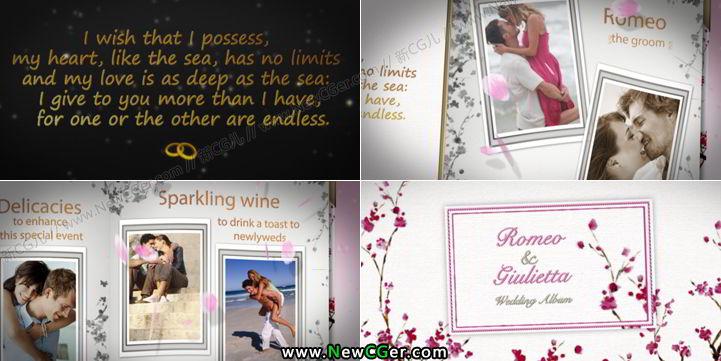 I wish that I possess,
my heart, like the sea, has no limits
and my love is as deep as the sea:
I give to you more than I have,
for one or the other are endless.
Romeo
the groom
no limits
the sea:
have,
endless.
Delicacies
to enhance
this special event
Sparkling wine
to drink a toast to
newlyweds
Romeo
&
Giulietta
Wedding Album
www.NewCGer.com